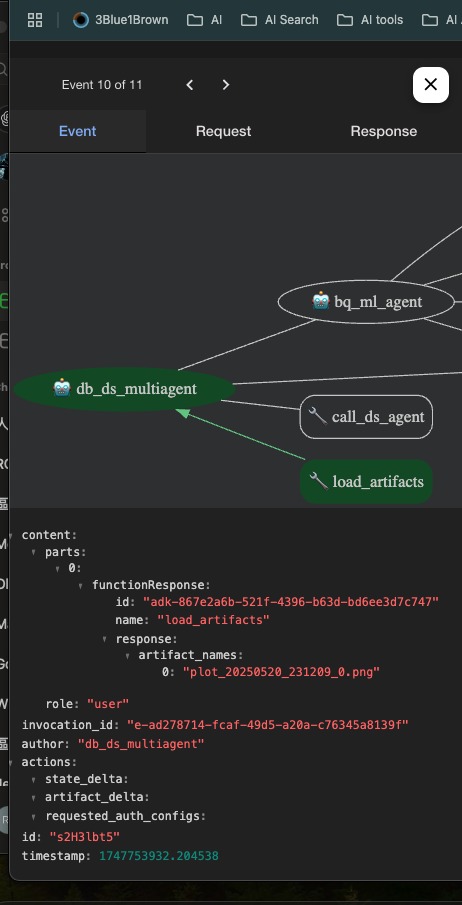 3Blue1Brown AI AI Search AI tools AI
Event 10 of 11
Event Request Response
bq_ml_agent
db_ds_multiagent
call_ds_agent
load_artifacts
content:
parts:
0:
functionResponse:
id: "adk-867e2a6b-521f-4396-b63d-bd6ee3d7c747"
name: "load_artifacts"
response:
artifact_names:
0: "plot_20250520_231209_0.png"
role: "user"
invocation_id: "e-ad278714-fcaf-49d5-a20a-c76345a8139f"
author: "db_ds_multiagent"
actions:
state_delta:
artifact_delta:
requested_auth_configs:
id: "s2H3lbt5"
timestamp: 1747753932.204538